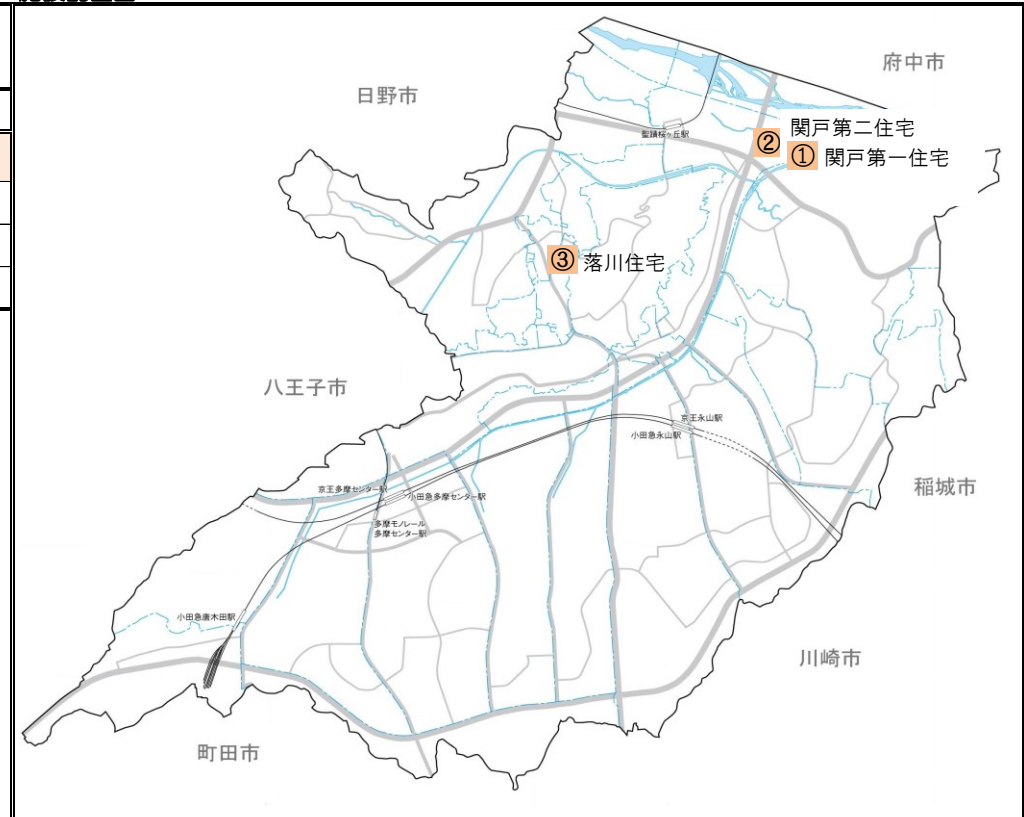 府中市
日野市
関戸第二住宅
②
① 関戸第一住宅
聖蹟桜ヶ丘駅
③ 落川住宅
八王子市
京王永山駅
小田急永山駅
稲城市
京王多摩センター駅
小田急多摩センター駅
多摩モノレール
多摩センター駅
小田急唐木田駅
川崎市
町田市